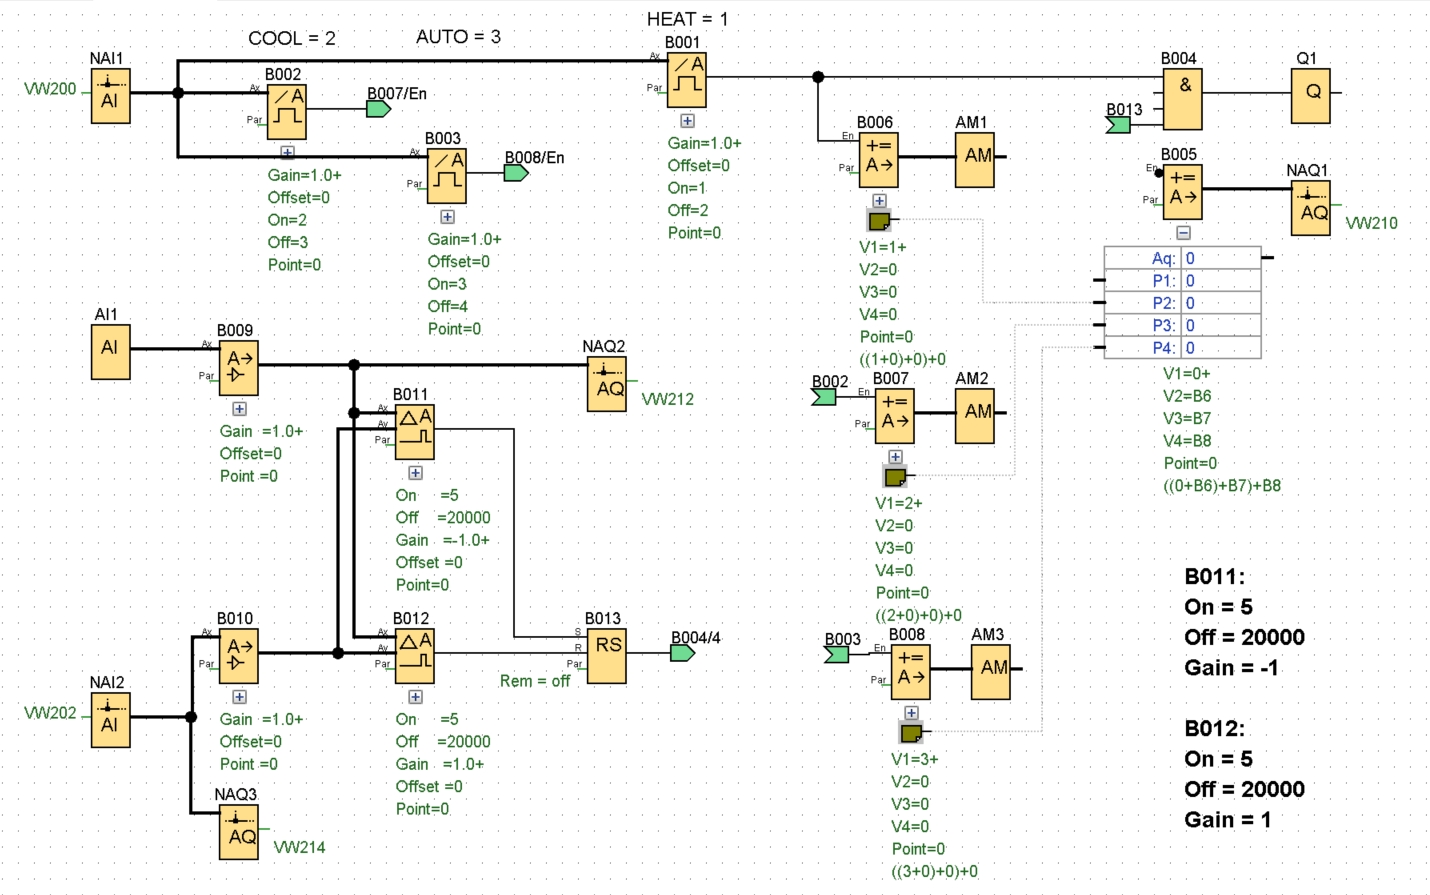 COOL = 2
AUTO = 3
HEAT = 1
NAI1
AI
VW200
B002
Ax
Par
A
B007/En
Gain=1.0+
Offset=0
On=2
Off=3
Point=0
B003
Ax
Par
A
B008/En
Gain=1.0+
Offset=0
On=3
Off=4
Point=0
B001
Ax
Par
A
Gain=1.0+
Offset=0
On=1
Off=2
Point=0
B006
En
Par
+=
A→
AM1
AM
V1=1+
V2=0
V3=0
V4=0
Point=0
((1+0)+0)+0
B004
&
B013
Q1
Q
B005
En
Par
+=
A→
NAQ1
AQ
VW210
Aq: 0
P1: 0
P2: 0
P3: 0
P4: 0
V1=0+
V2=B6
V3=B7
V4=B8
Point=0
((0+B6)+B7)+B8
AI1
AI
B009
Ax
Par
A→
Gain =1.0+
Offset=0
Point =0
NAQ2
AQ
VW212
B011
Ax
Ay
Par
ΔA
On =5
Off =20000
Gain =-1.0+
Offset =0
Point=0
B002
B007
En
Par
+=
A→
AM2
AM
V1=2+
V2=0
V3=0
V4=0
Point=0
((2+0)+0)+0
NAI2
AI
VW202
B010
Ax
Par
A→
Gain =1.0+
Offset=0
Point =0
NAQ3
AQ
VW214
B012
Ax
Ay
Par
ΔA
On =5
Off =20000
Gain =1.0+
Offset =0
Point=0
B013
S
R
Par
RS
Rem = off
B004/4
B003
B008
En
Par
+=
A→
AM3
AM
V1=3+
V2=0
V3=0
V4=0
Point=0
((3+0)+0)+0
B011:
On = 5
Off = 20000
Gain = -1
B012:
On = 5
Off = 20000
Gain = 1